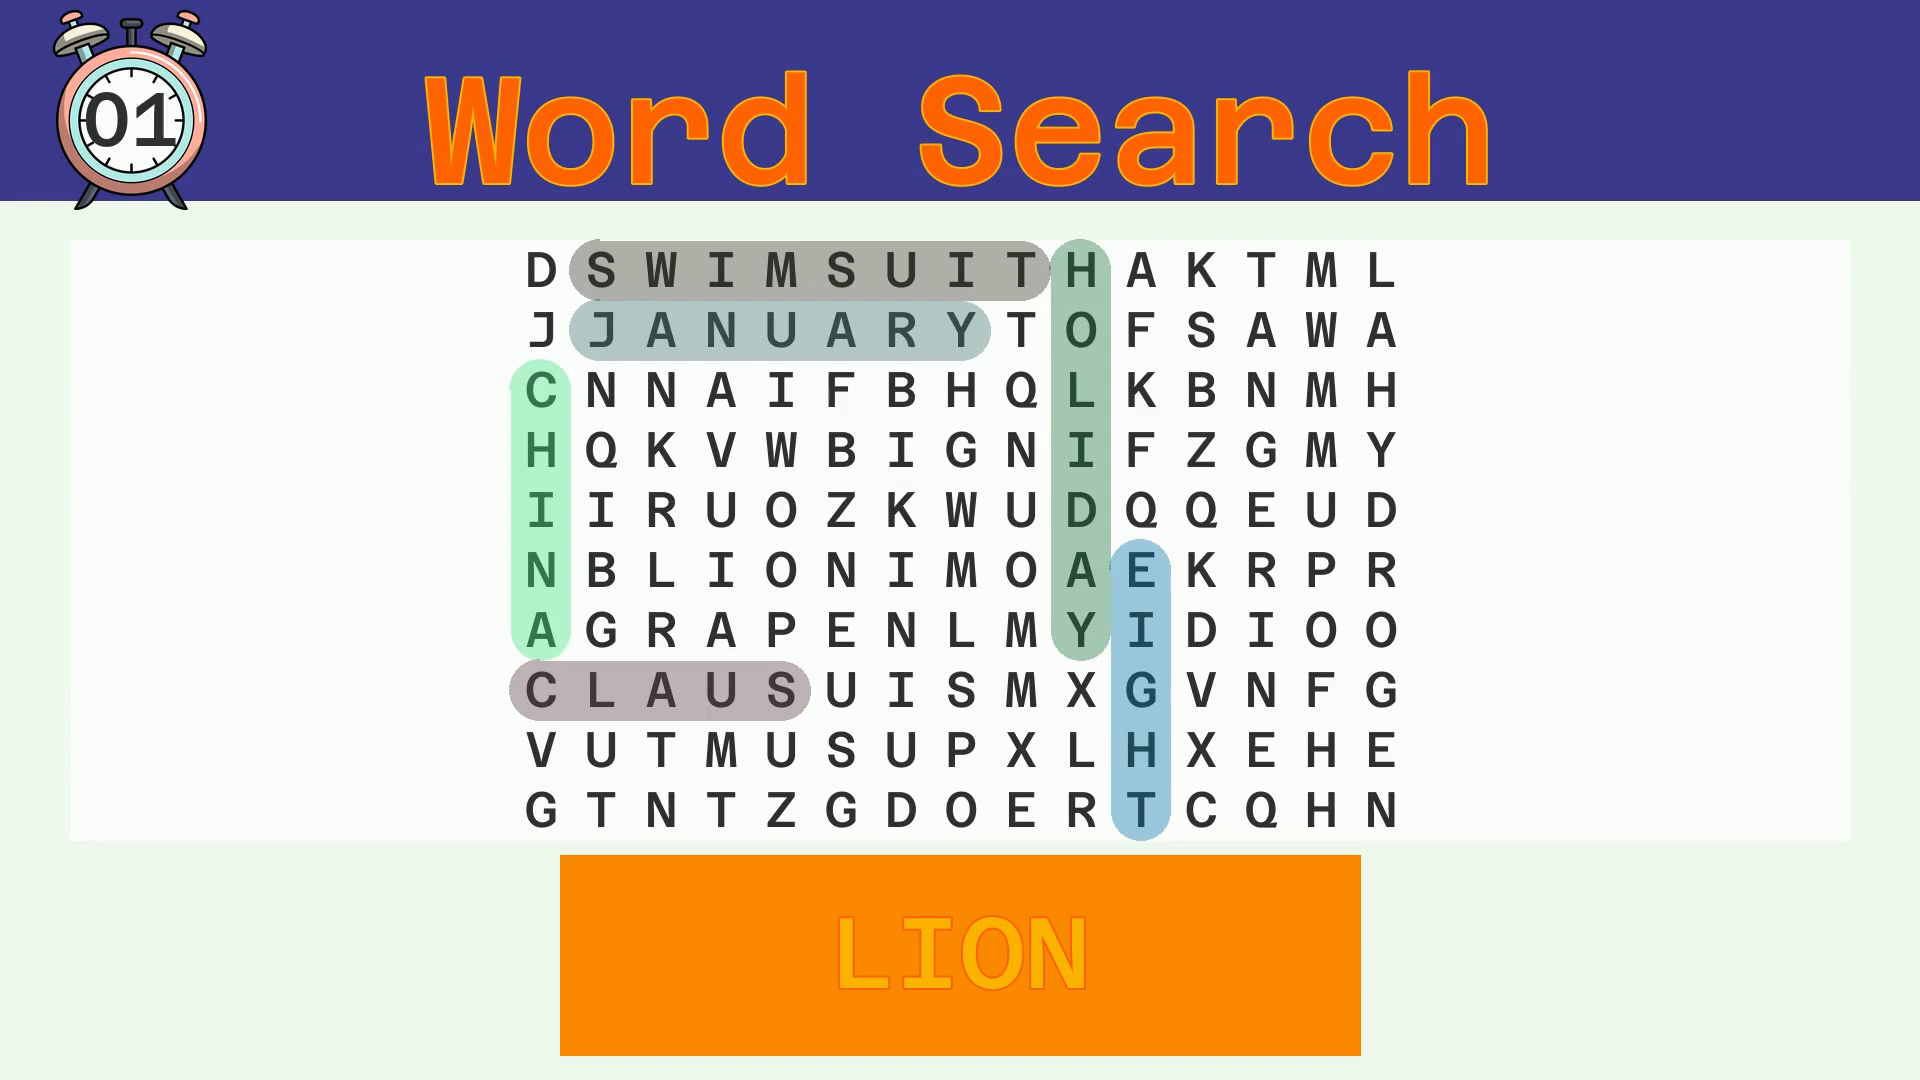 01
Word Search
D S W I M S U I T H A K T M L
J J A N U A R Y T O F S A W A
C N N A I F B H Q L K B N M H
H Q K V W B I G N I F Z G M Y
I I R U O Z K W U D Q Q E U D
N B L I O N I M O A E K R P R
A G R A P E N L M Y I D I O O
C L A U S U I S M X G V N F G
V U T M U S U P X L H X E H E
G T N T Z G D O E R T C Q H N
LION